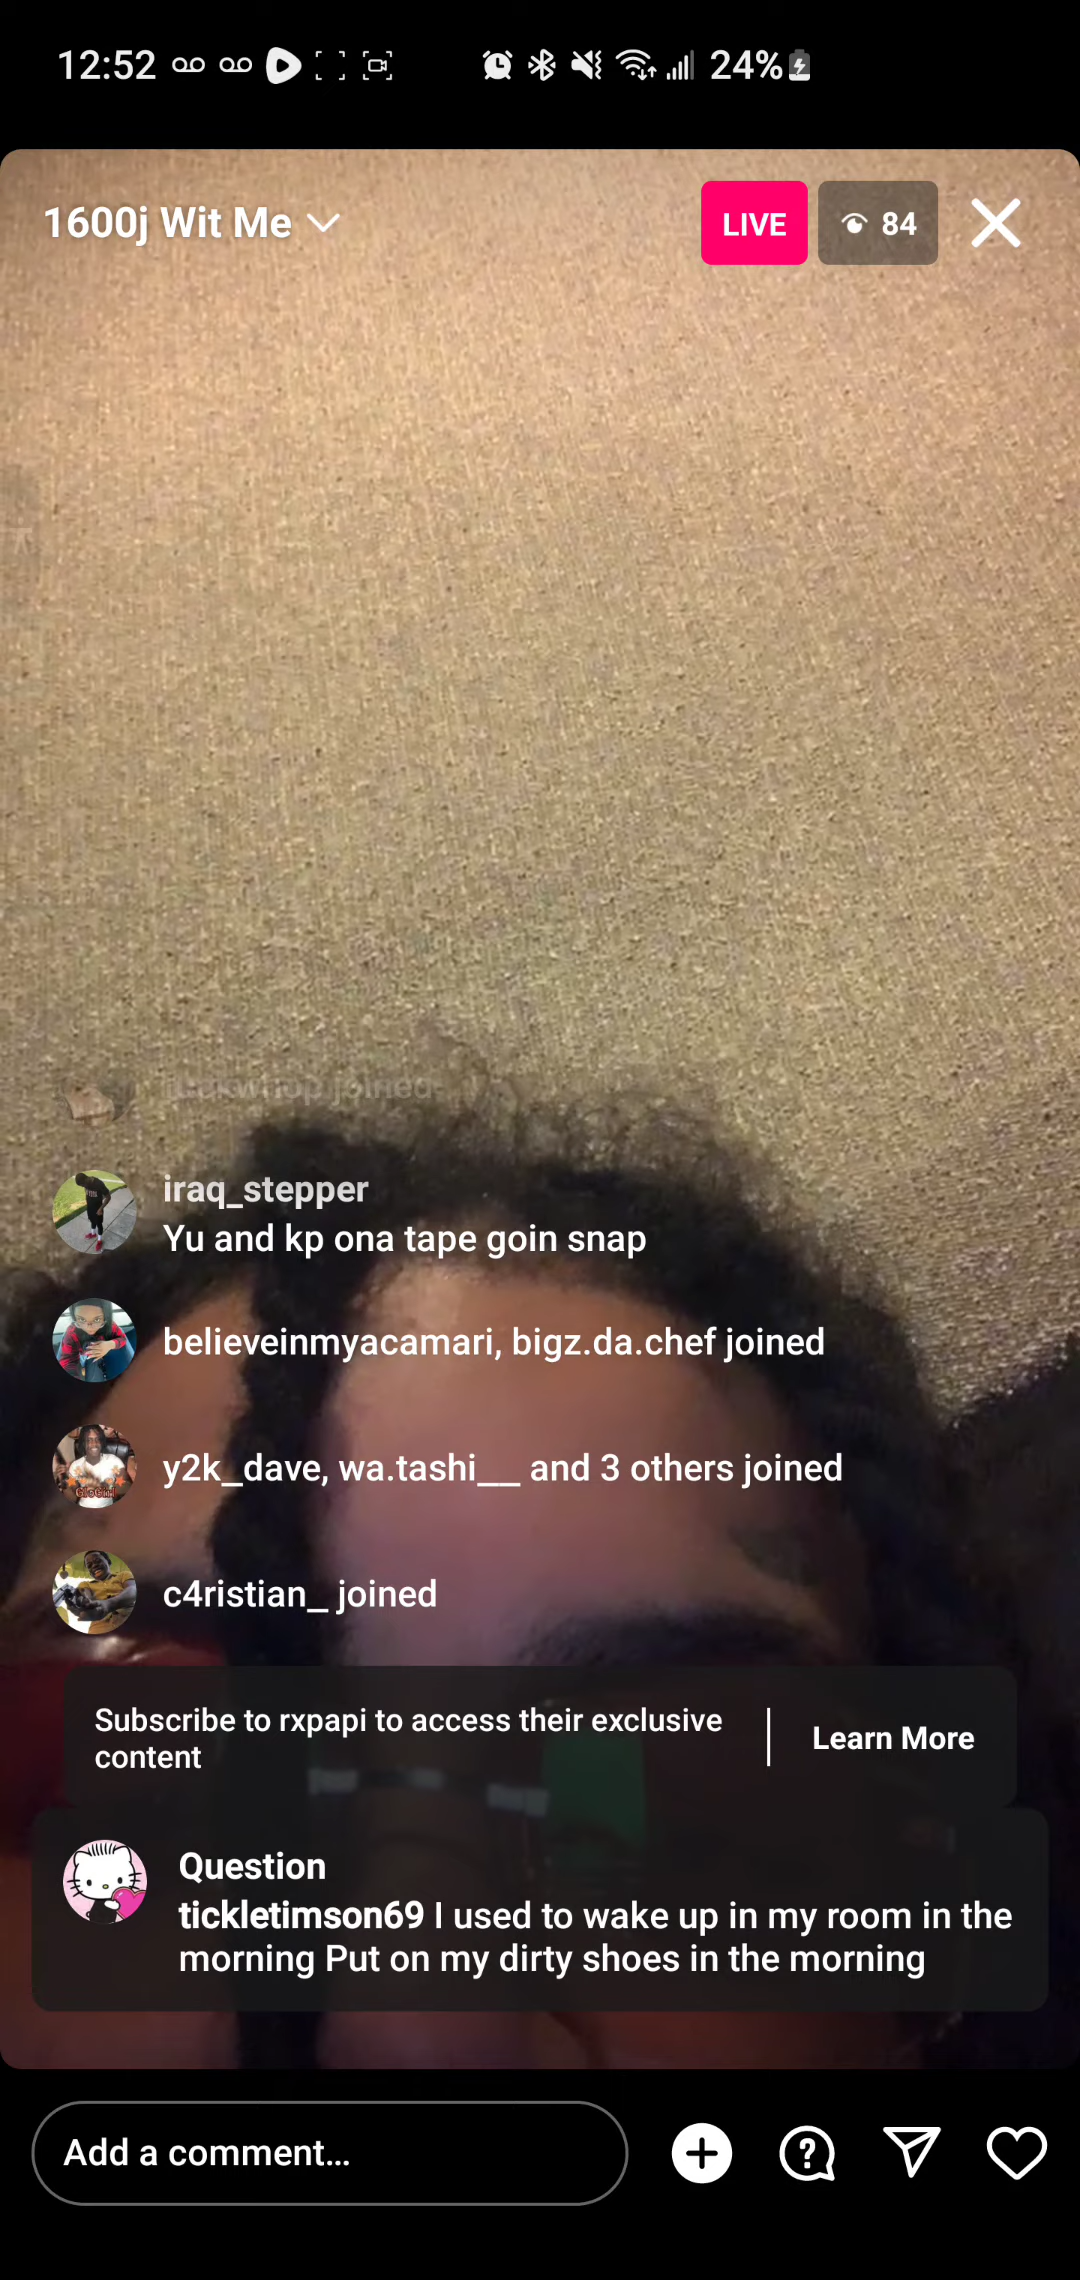 12:52
24%
1600j Wit Me
LIVE
84
joined
iraq_stepper
Yu and kp ona tape goin snap
believeinmyacamari, bigz.da.chef joined
y2k_dave, wa.tashi__ and 3 others joined
c4ristian_ joined
Subscribe to rxpapi to access their exclusive
content
Learn More
Question
tickletimson69 I used to wake up in my room in the
morning Put on my dirty shoes in the morning
Add a comment...